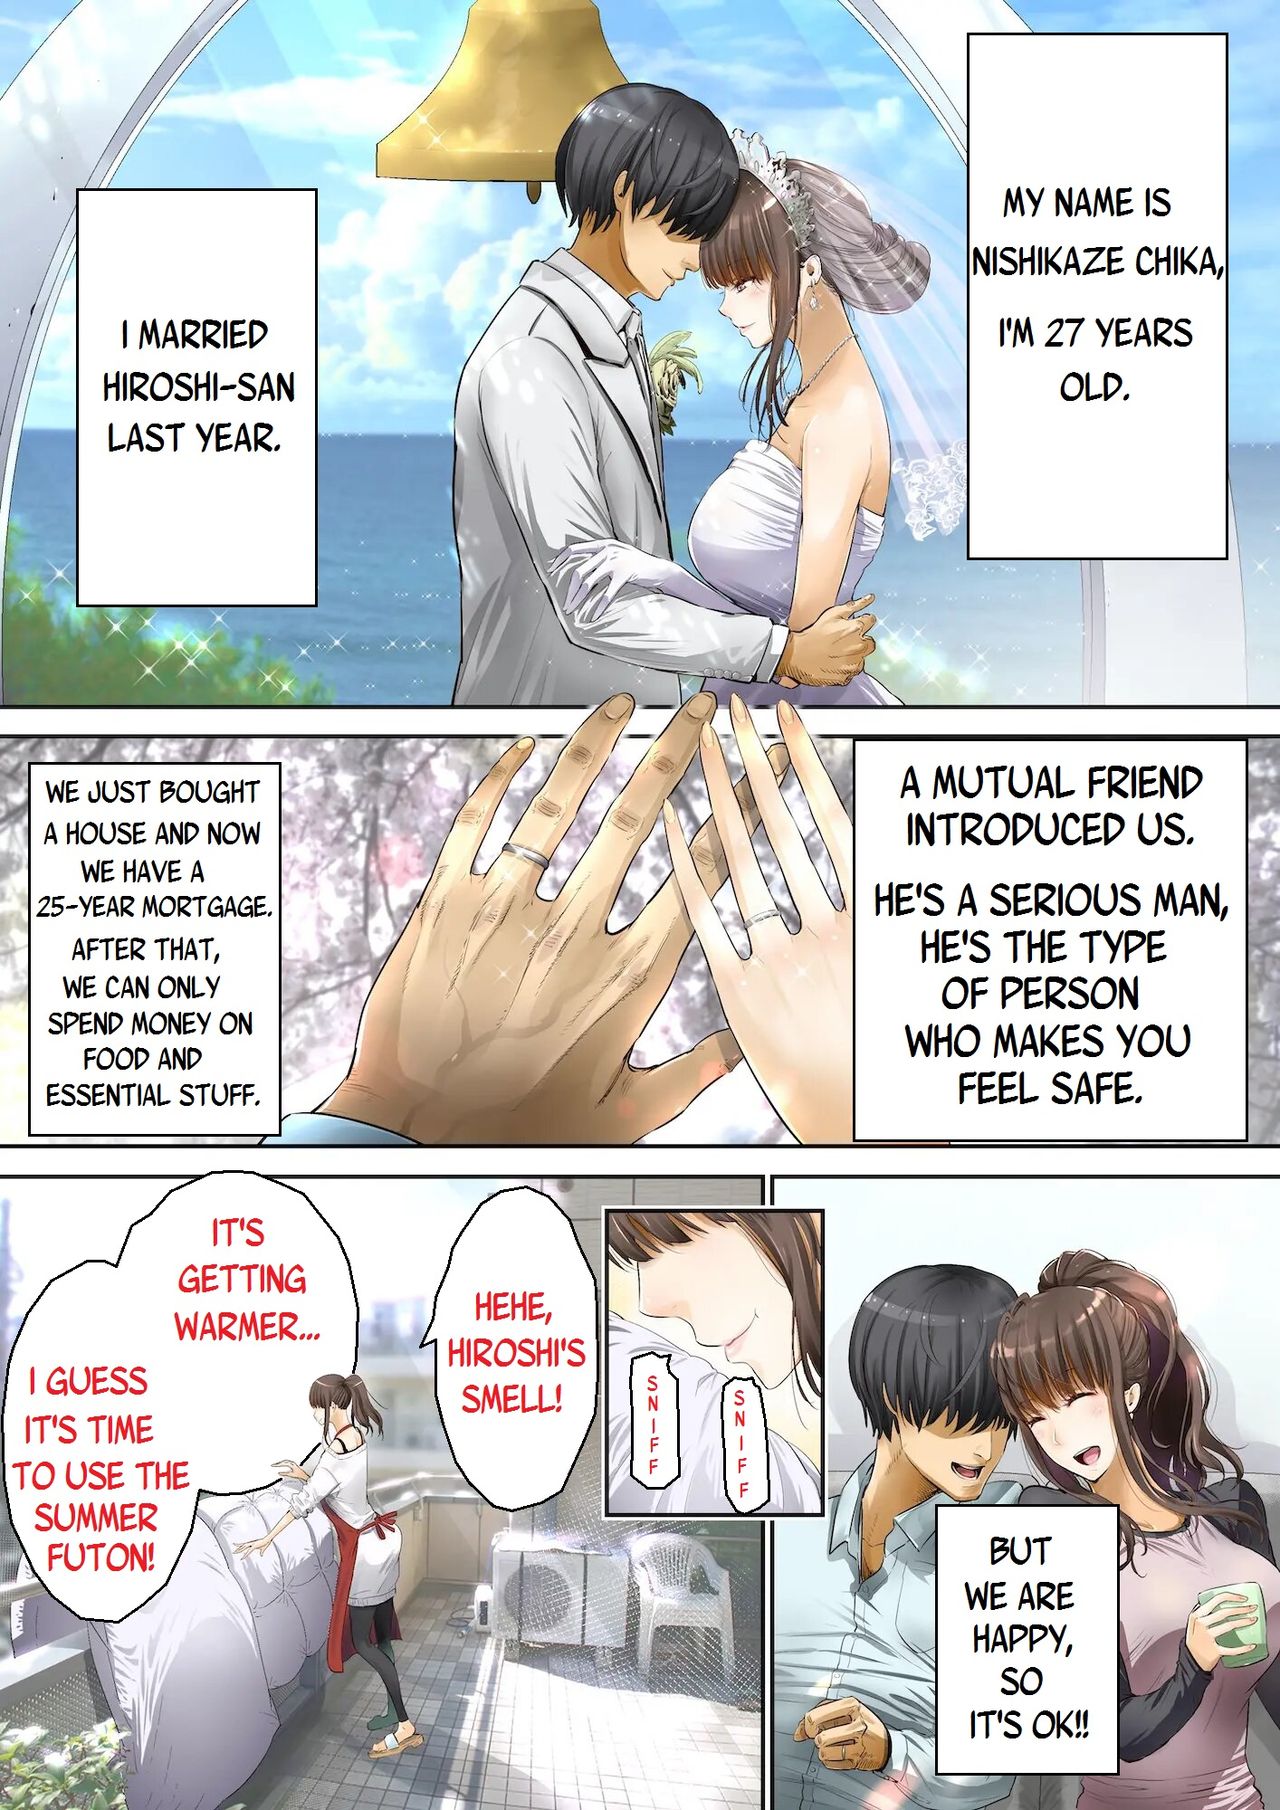 MY NAME IS
NISHIKAZE CHIKA,
I'M 27 YEARS
OLD.
I MARRIED
HIROSHI-SAN
LAST YEAR.
A MUTUAL FRIEND
INTRODUCED US.
HE'S A SERIOUS MAN,
HE'S THE TYPE
OF PERSON
WHO MAKES YOU
FEEL SAFE.
WE JUST BOUGHT
A HOUSE AND NOW
WE HAVE A
25-YEAR MORTGAGE.
AFTER THAT,
WE CAN ONLY
SPEND MONEY ON
FOOD AND
ESSENTIAL STUFF.
BUT
WE ARE
HAPPY,
SO
IT'S OK!!
SNIFF
SNIFF
HEHE,
HIROSHI'S
SMELL!
IT'S
GETTING
WARMER...
I GUESS
IT'S TIME
TO USE THE
SUMMER
FUTON!